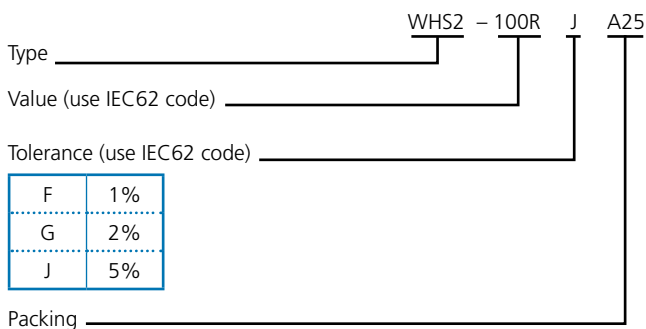 WHS2 – 100R J A25
Type
Value (use IEC62 code)
Tolerance (use IEC62 code)
F 1%
G 2%
J 5%
Packing